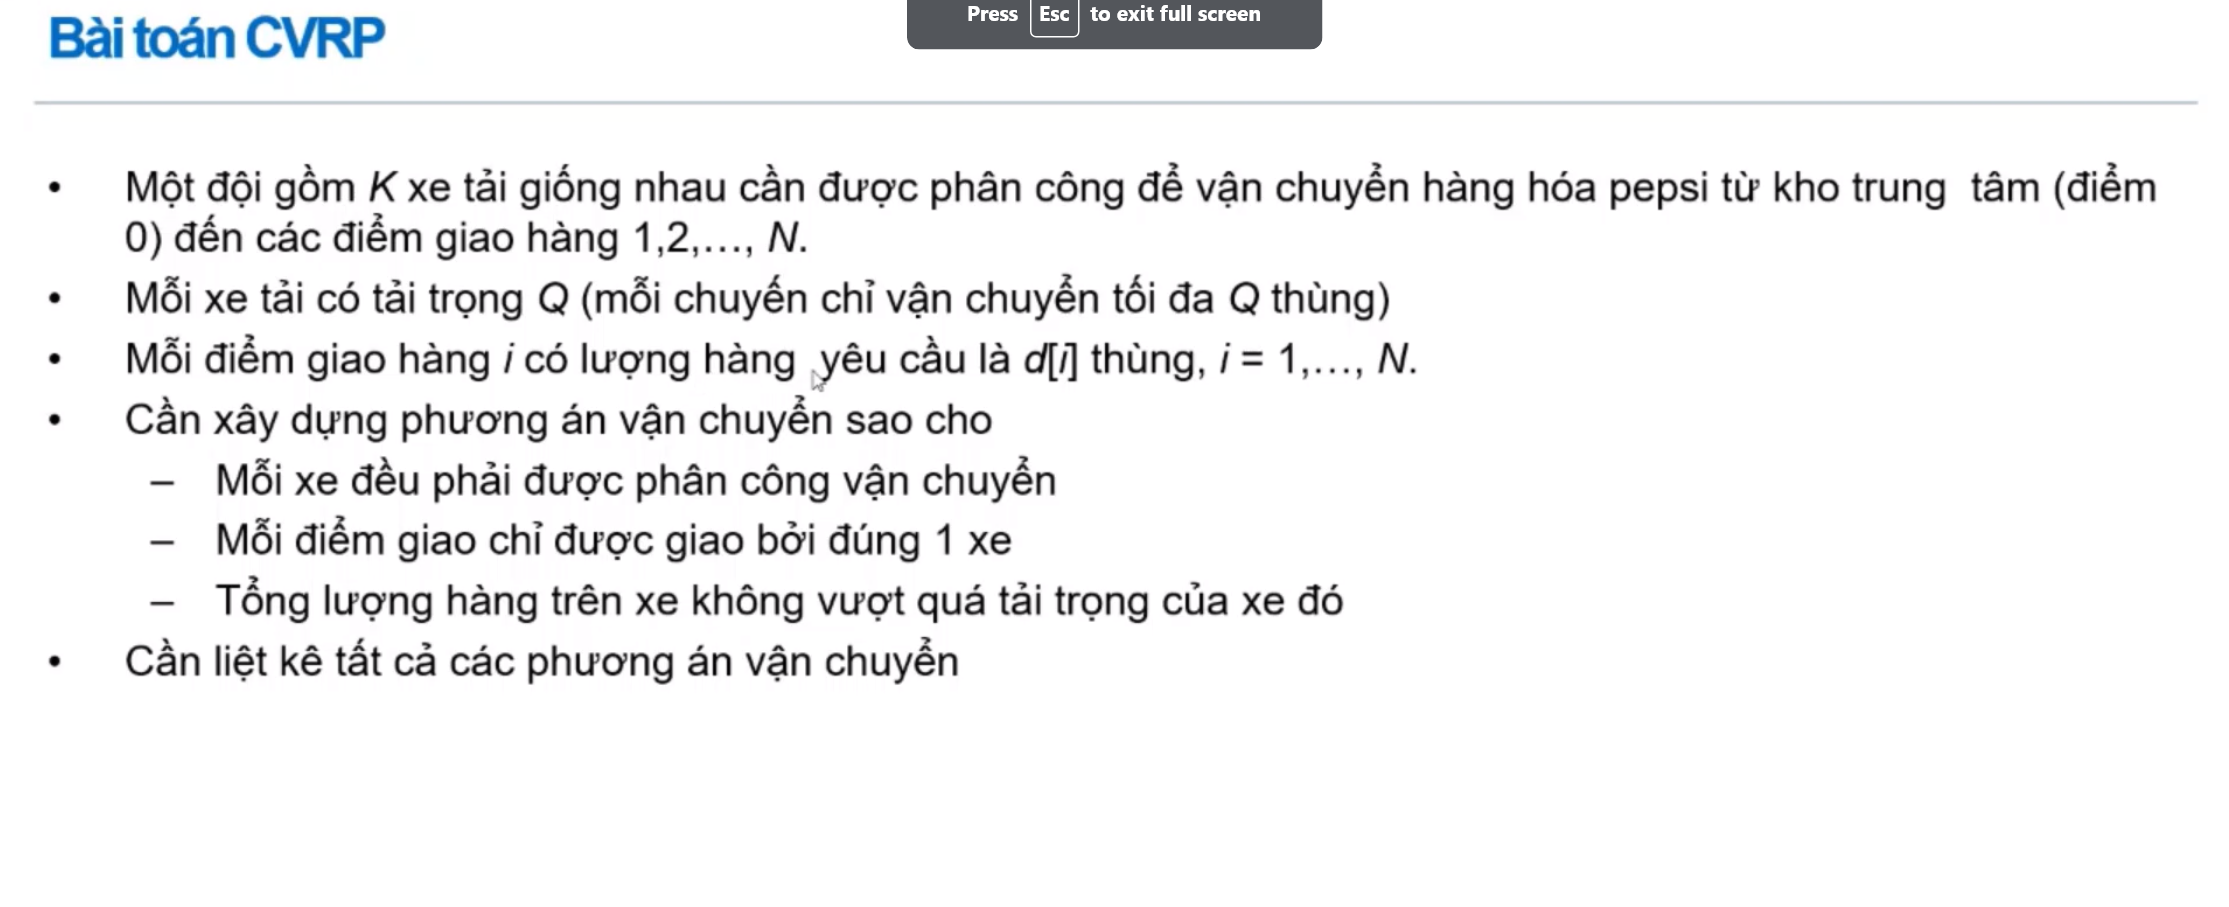 Press Esc to exit full screen
Bài toán CVRP
• Một đội gồm K xe tải giống nhau cần được phân công để vận chuyển hàng hóa pepsi từ kho trung tâm (điểm
0) đến các điểm giao hàng 1,2,…, N.
• Mỗi xe tải có tải trọng Q (mỗi chuyến chỉ vận chuyển tối đa Q thùng)
• Mỗi điểm giao hàng i có lượng hàng yêu cầu là d[i] thùng, i = 1,…, N.
• Cần xây dựng phương án vận chuyển sao cho
– Mỗi xe đều phải được phân công vận chuyển
– Mỗi điểm giao chỉ được giao bởi đúng 1 xe
– Tổng lượng hàng trên xe không vượt quá tải trọng của xe đó
• Cần liệt kê tất cả các phương án vận chuyển